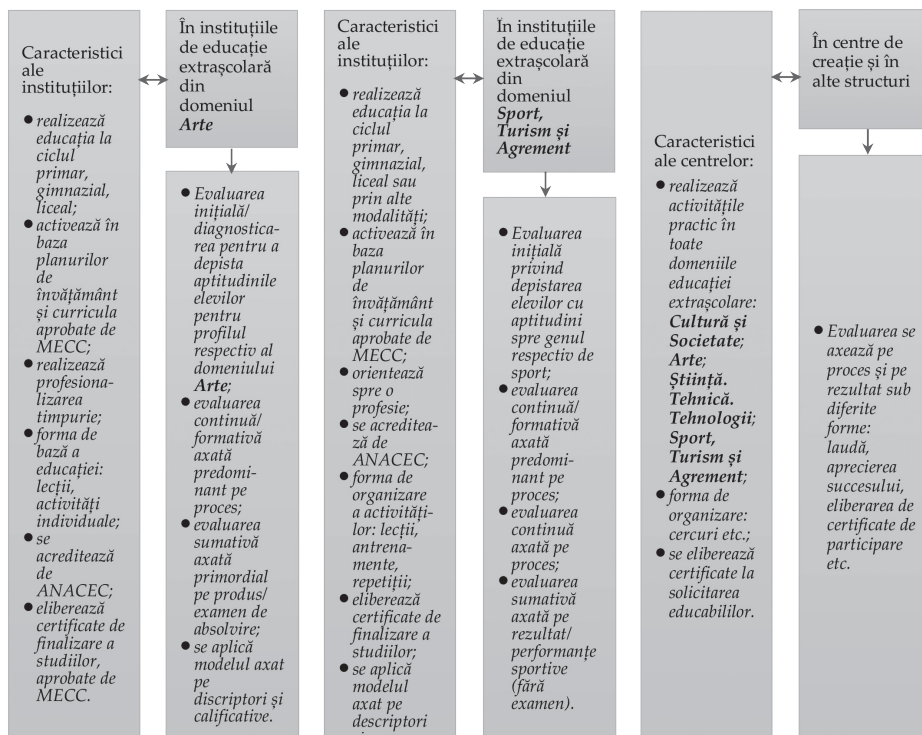 Caracteristici
ale
instituțiilor:
● realizează
educația la
ciclul
primar,
gimnazial,
liceal;
● activează în
baza
planurilor
de
învățământ
și curricula
aprobate de
MECC;
● realizează
profesiona-
lizarea
timpurie;
● forma de
bază a
educației:
lecții,
activități
individuale;
● se
acreditează
de
ANACEC;
● eliberează
certificate de
finalizare a
studiilor,
aprobate de
MECC.
În instituțiile
de educație
extrașcolară
din
domeniul
Arte
● Evaluarea
inițială/
diagnostica-
rea pentru a
depista
aptitudinile
elevilor
pentru
profilul
respectiv al
domeniului
Arte;
● evaluarea
continuă/
formativă
axată
predomi-
nant pe
proces;
● evaluarea
sumativă
axată
primordial
pe produs/
examen de
absolvire;
● se aplică
modelul axat
pe
discriptori și
calificative.
Caracteristici
ale
instituțiilor:
● realizează
educația la
ciclul
primar,
gimnazial,
liceal sau
prin alte
modalități;
● activează în
baza
planurilor
de
învățământ
și curricula
aprobate de
MECC;
● orientează
spre o
profesie;
● se acreditea-
ză de
ANACEC;
● forma de
organizare
a activități-
lor: lecții,
antrena-
mente,
repetiții;
● eliberează
certificate de
finalizare a
studiilor;
● se aplică
modelul
axat pe
descriptori
În instituțiile
de educație
extrașcolară
din
domeniul
Sport,
Turism și
Agrement
● Evaluarea
inițială
privind
depistarea
elevilor cu
aptitudini
spre genul
respectiv de
sport;
● evaluarea
continuă/
formativă
axată
predomi-
nant pe
proces;
● evaluarea
continuă
axată pe
proces;
● evaluarea
sumativă
axată pe
rezultat/
performanțe
sportive
(fără
examen).
Caracteristici
ale centrelor:
● realizează
activitățile
practic în
toate
domeniile
educației
extrașcolare:
Cultură și
Societate;
Arte;
Știință.
Tehnică.
Tehnologii;
Sport,
Turism și
Agrement;
● forma de
organizare:
cercuri etc.;
● se eliberează
certificate la
solicitarea
educabililor.
În centre de
creație și în
alte structuri
● Evaluarea se
axează pe
proces și pe
rezultat sub
diferite
forme:
laudă,
aprecierea
succesului,
eliberarea de
certificate de
participare
etc.